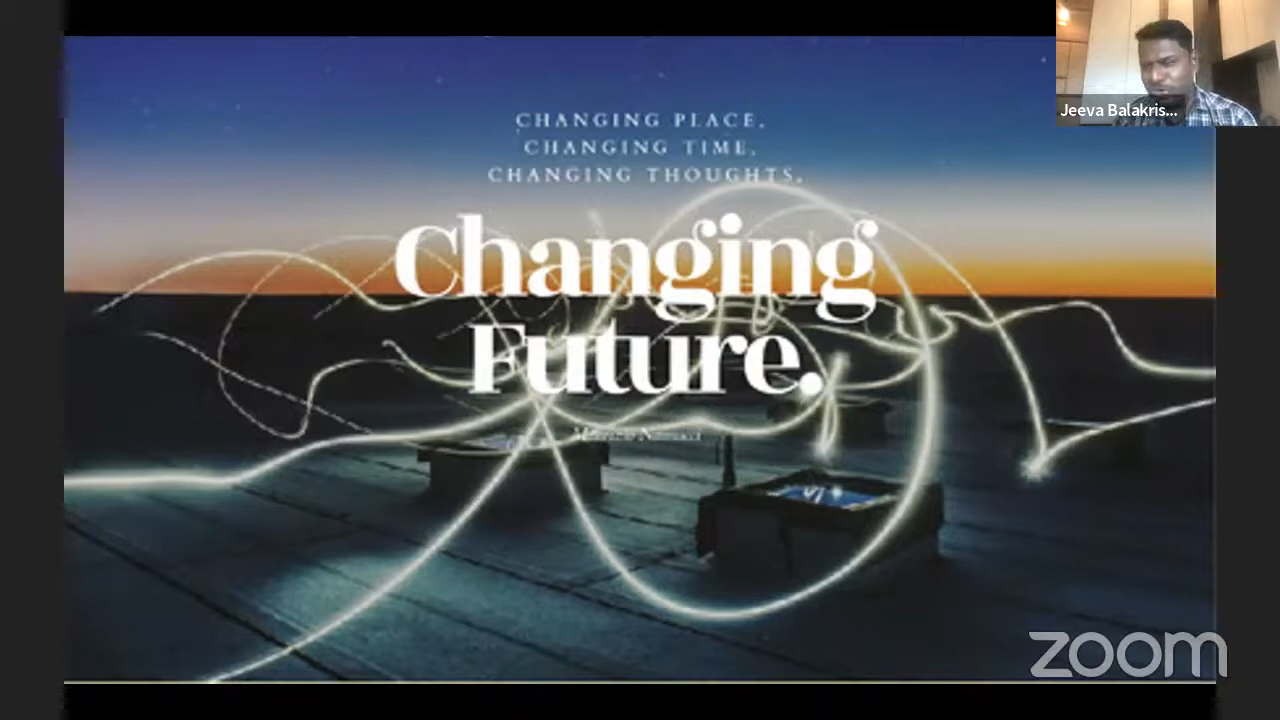 CHANGING PLACE,
CHANGING TIME,
CHANGING THOUGHTS,
Changing
Future.
Jeeva Balakris...
zoom